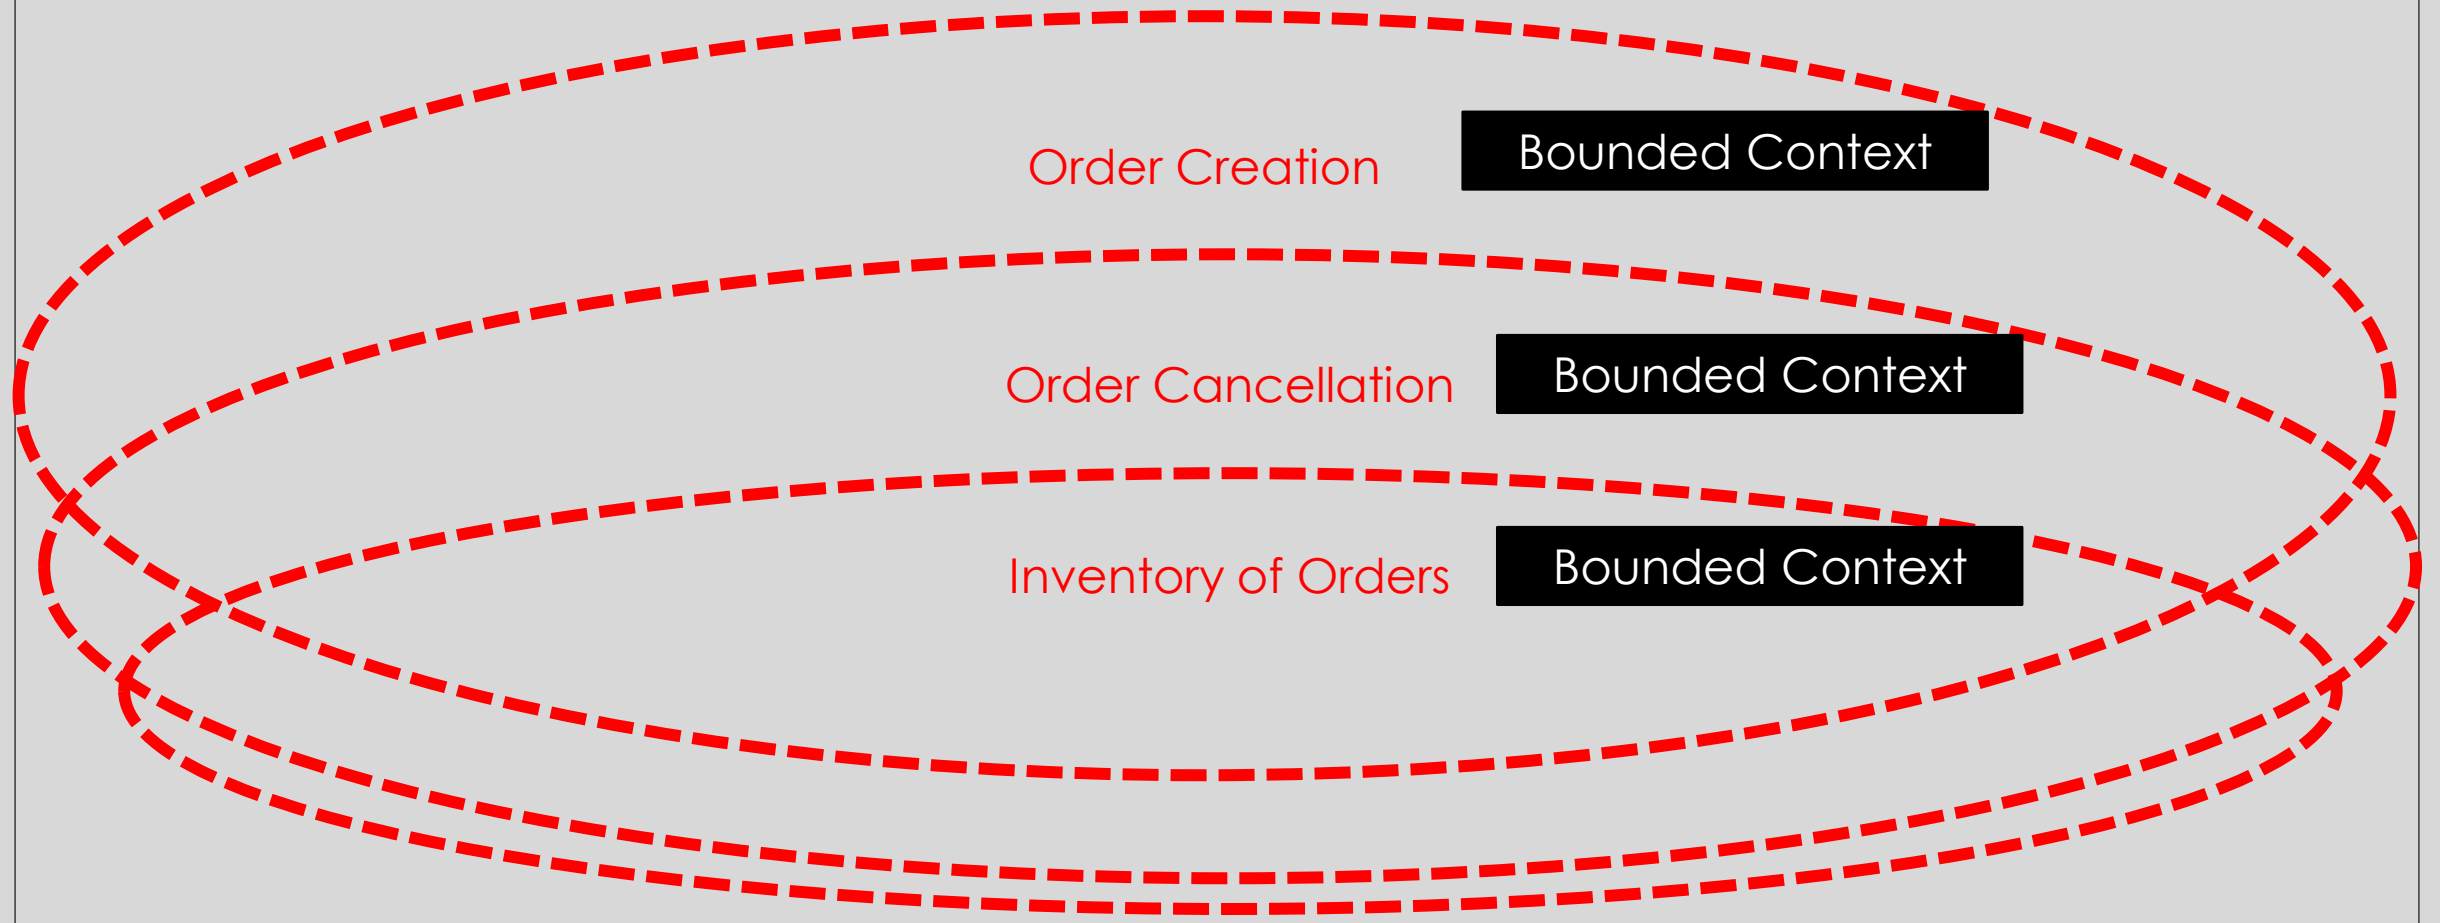 Order Creation
Bounded Context
Order Cancellation
Bounded Context
Inventory of Orders
Bounded Context